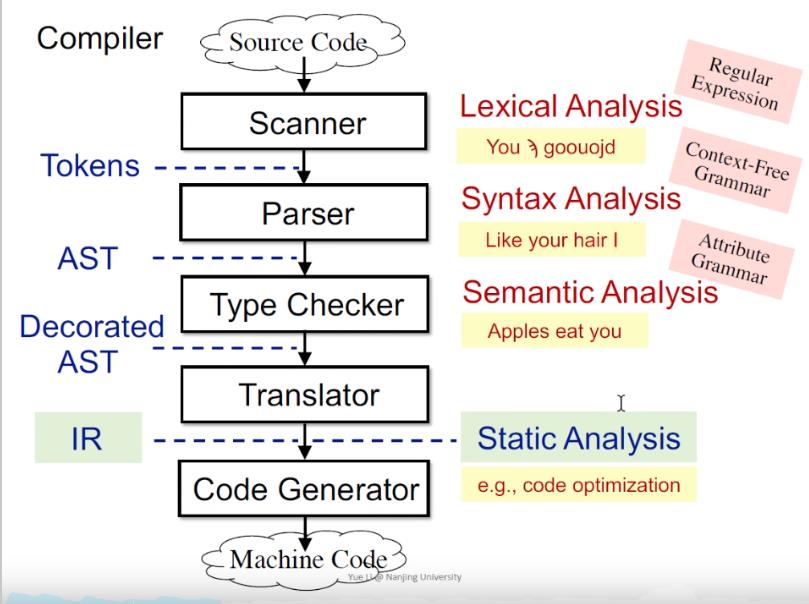 Compiler
Source Code
Regular
Expression
Scanner
Lexical Analysis
You ϡ goouojd
Tokens
Context-Free
Grammar
Parser
Syntax Analysis
Like your hair I
AST
Attribute
Grammar
Type Checker
Semantic Analysis
Apples eat you
Decorated
AST
Translator
IR
Static Analysis
Code Generator
e.g., code optimization
Machine Code
Yue Li @ Nanjing University